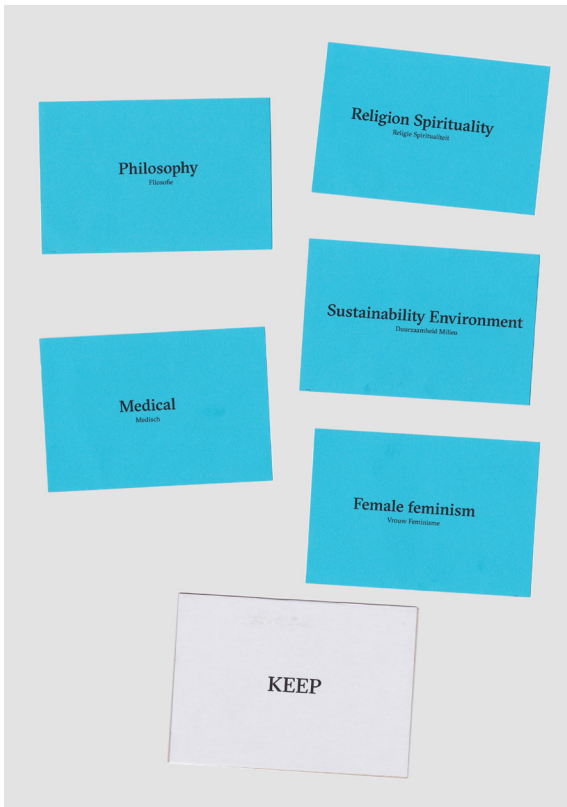 Religion Spirituality
Religie Spiritualiteit
Philosophy
Filosofie
Sustainability Environment
Duurzaamheid Milieu
Medical
Medisch
Female feminism
Vrouw Feminisme
KEEP